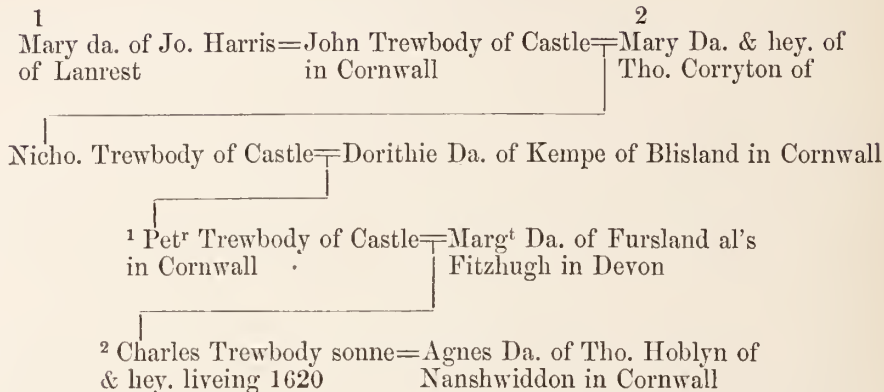 1 2
Mary da. of Jo. Harris=John Trewbody of Castle=Mary Da. & hey. of
of Lanrest in Cornwall Tho. Corryton of
Nicho. Trewbody of Castle=Dorithie Da. of Kempe of Blisland in Cornwall
¹ Petʳ Trewbody of Castle=Margᵗ Da. of Fursland al's
in Cornwall Fitzhugh in Devon
² Charles Trewbody sonne=Agnes Da. of Tho. Hoblyn of
& hey. liveing 1620 Nanshwiddon in Cornwall